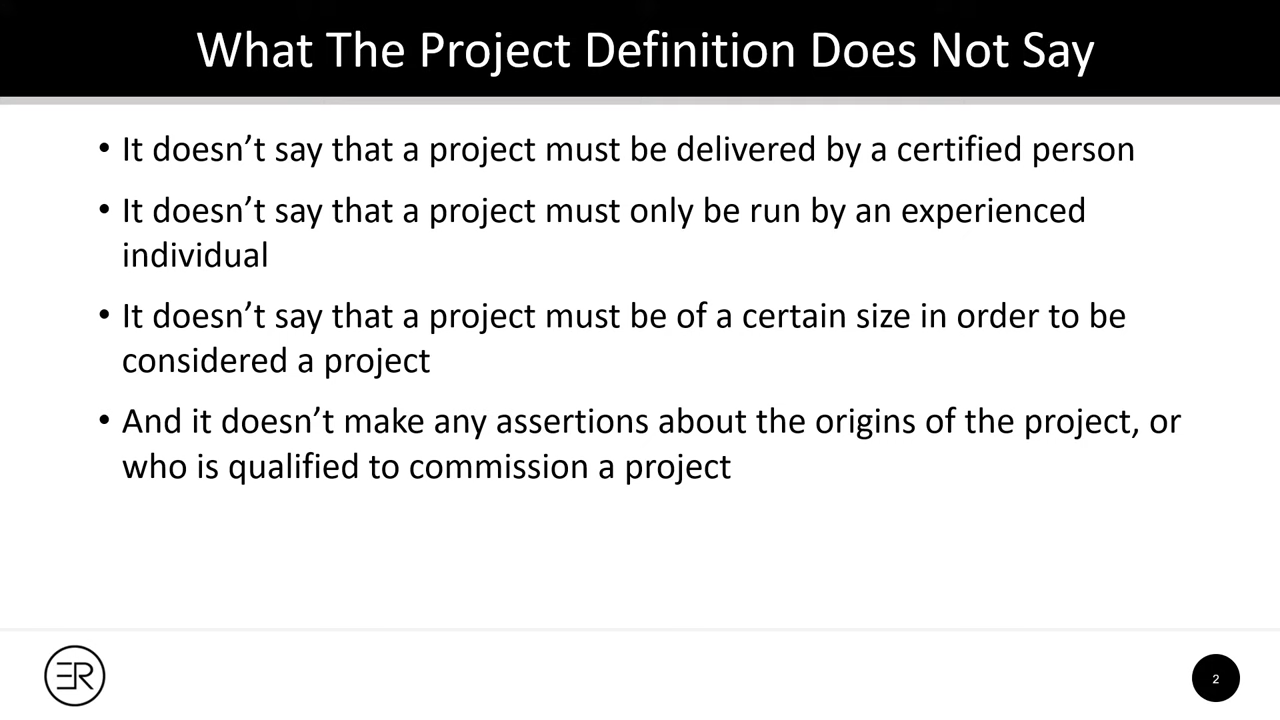 What The Project Definition Does Not Say
• It doesn’t say that a project must be delivered by a certified person
• It doesn’t say that a project must only be run by an experienced
individual
• It doesn’t say that a project must be of a certain size in order to be
considered a project
• And it doesn’t make any assertions about the origins of the project, or
who is qualified to commission a project
ER
2